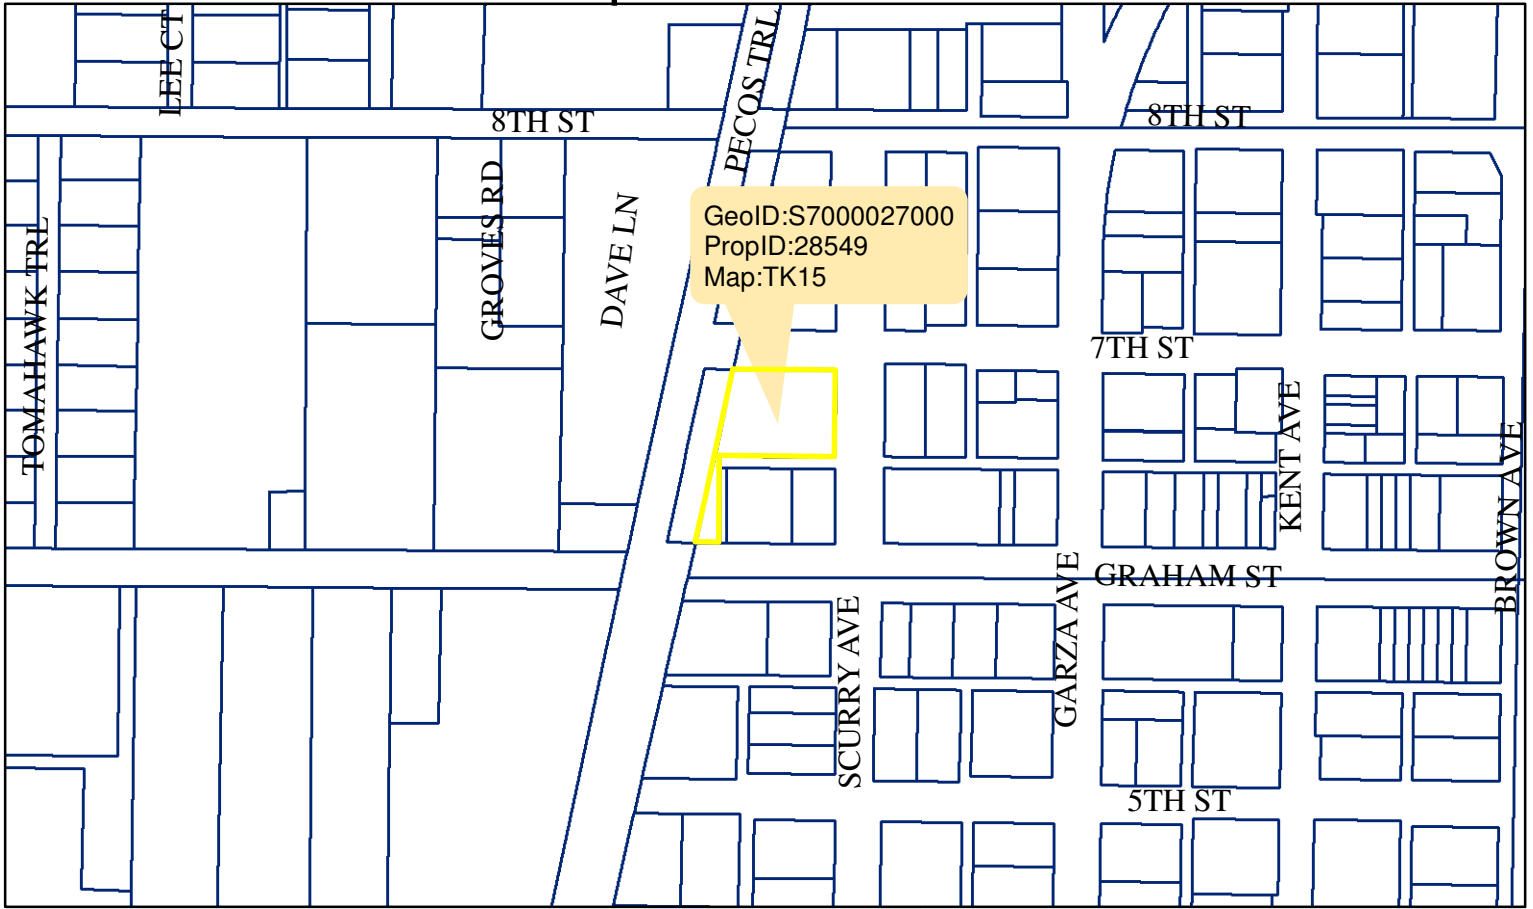 LEE CT
PECOS TRL
8TH ST
8TH ST
GROVES RD
DAVE LN
TOMAHAWK TRL
GeoID:S7000027000
PropID:28549
Map:TK15
7TH ST
KENT AVE
BROWN AVE
GRAHAM ST
GARZA AVE
SCURRY AVE
5TH ST